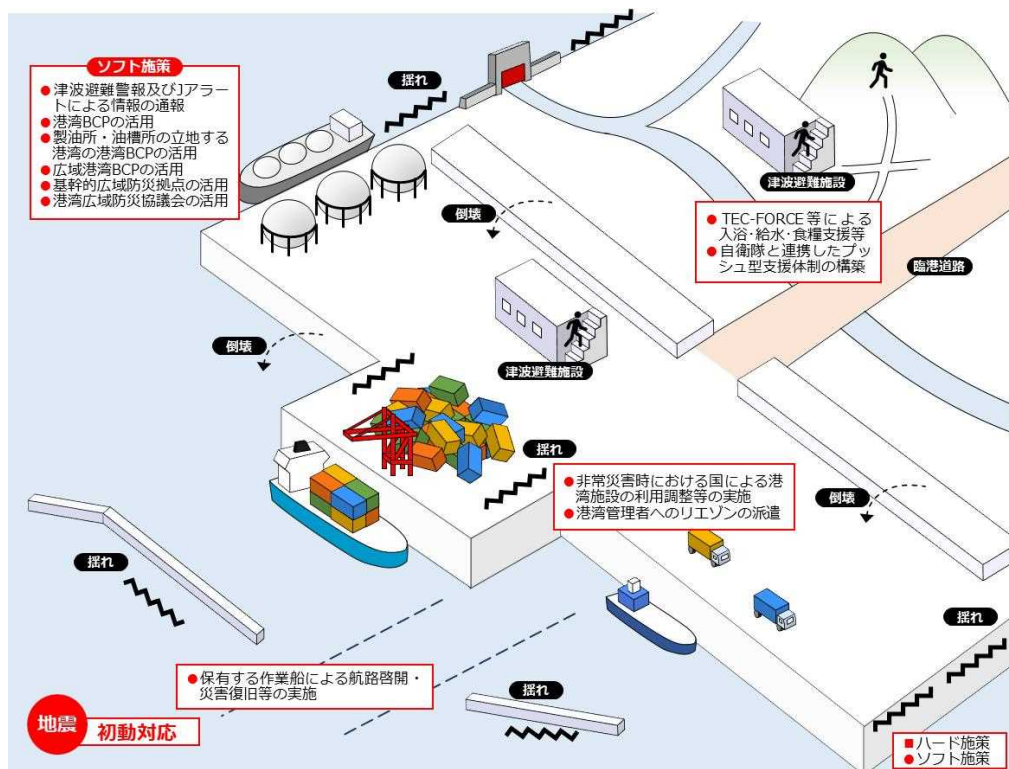 ソフト施策
●津波避難警報及びJアラー
トによる情報の通報
●港湾BCPの活用
●製油所・油槽所の立地する
港湾の港湾BCPの活用
●広域港湾BCPの活用
●基幹的広域防災拠点の活用
●港湾広域防災協議会の活用
揺れ
揺れ
津波避難施設
倒壊
●TEC-FORCE等による
入浴・給水・食糧支援等
●自衛隊と連携したプッ
シュ型支援体制の構築
臨港道路
倒壊
津波避難施設
揺れ
●非常災害時における国による港
湾施設の利用調整等の実施
●港湾管理者へのリエゾンの派遣
倒壊
揺れ
揺れ
●保有する作業船による航路啓開・
災害復旧等の実施
揺れ
地震
初動対応
■ハード施策
●ソフト施策